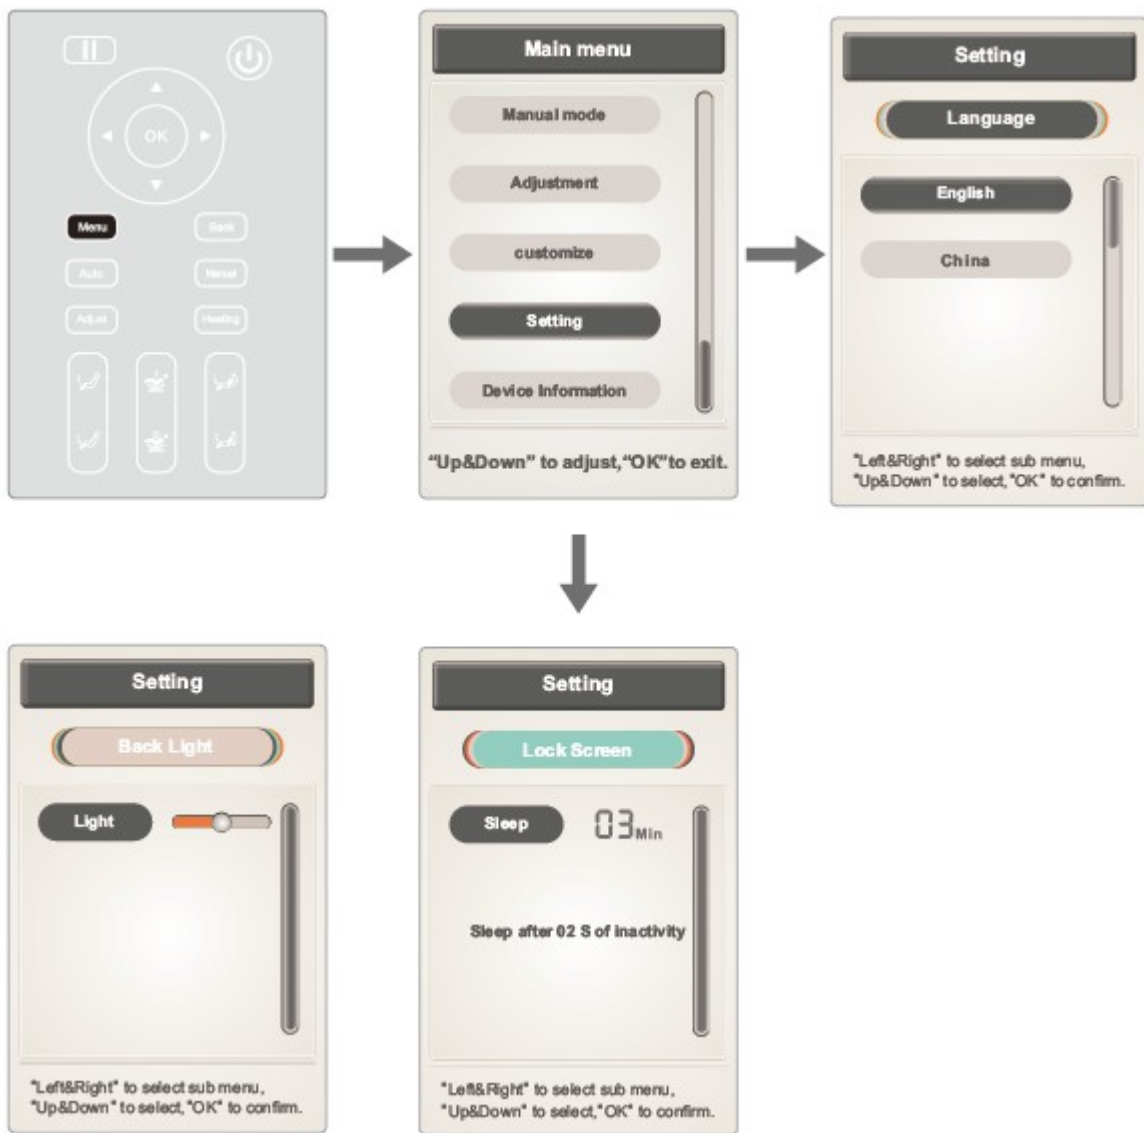 OK
Menu
Back
Auto
Adjust
Heating
Main menu
Manual mode
Adjustment
customize
Setting
Device Information
“Up&Down” to adjust,“OK”to exit.
Setting
Language
English
China
"Left&Right" to select sub menu,
"Up&Down" to select,"OK" to confirm.
Setting
Back Light
Light
"Left&Right" to select sub menu,
"Up&Down" to select,"OK" to confirm.
Setting
Lock Screen
Sleep 03 Min
Sleep after 02 S of inactivity
"Left&Right" to select sub menu,
"Up&Down" to select,"OK" to confirm.